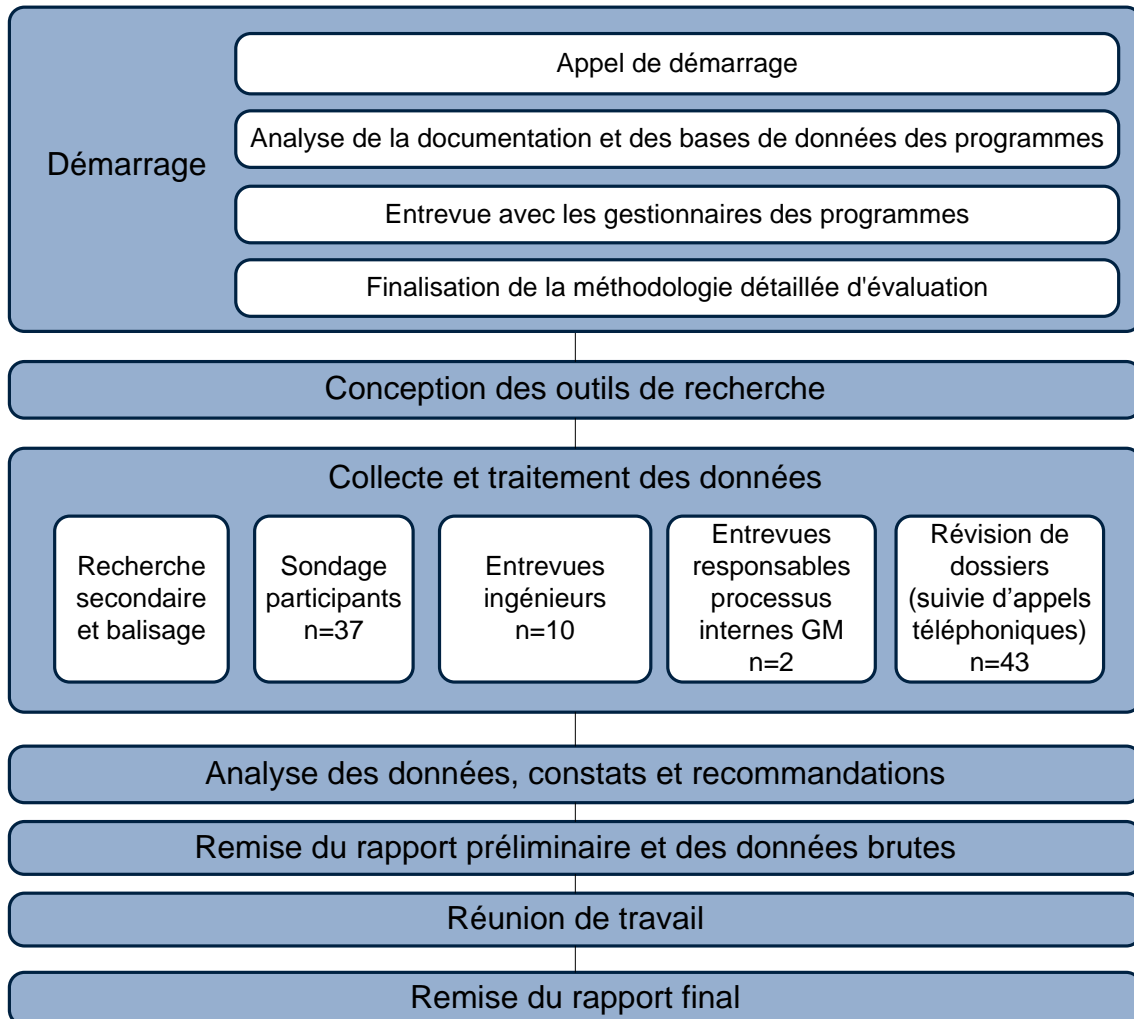 Démarrage
Appel de démarrage
Analyse de la documentation et des bases de données des programmes
Entrevue avec les gestionnaires des programmes
Finalisation de la méthodologie détaillée d'évaluation
Conception des outils de recherche
Collecte et traitement des données
Recherche
secondaire
et balisage
Sondage
participants
n=37
Entrevues
ingénieurs
n=10
Entrevues
responsables
processus
internes GM
n=2
Révision de
dossiers
(suivie d’appels
téléphoniques)
n=43
Analyse des données, constats et recommandations
Remise du rapport préliminaire et des données brutes
Réunion de travail
Remise du rapport final